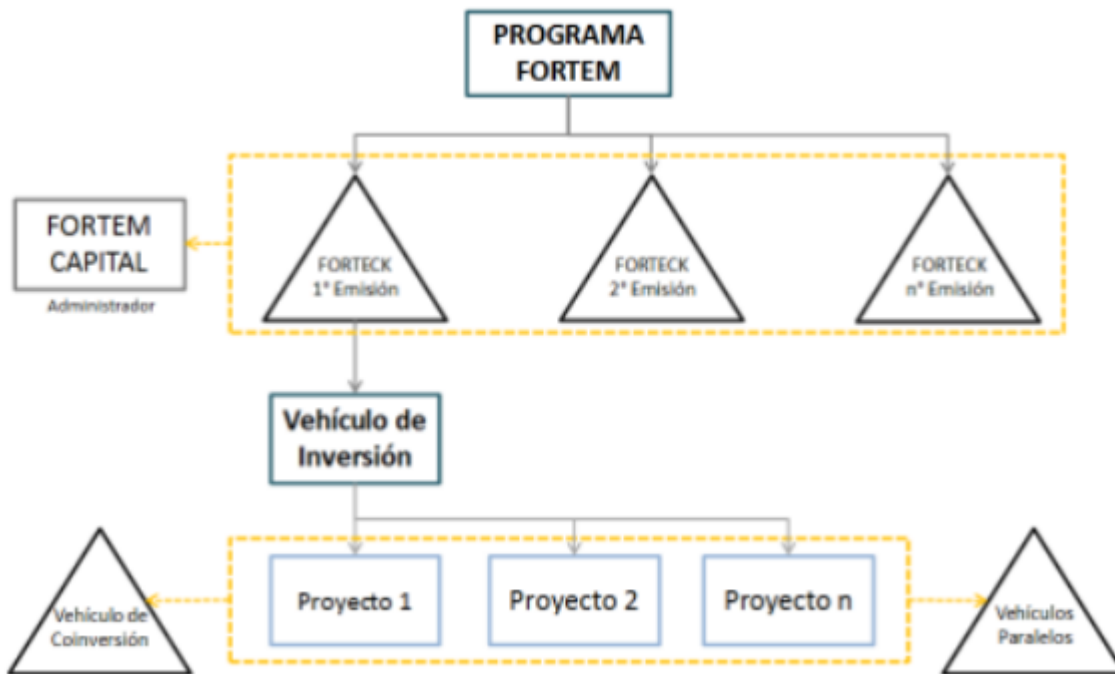 PROGRAMA
FORTEM
FORTEM
CAPITAL
Administrador
FORTECK
1° Emisión
FORTECK
2° Emisión
FORTECK
n° Emisión
Vehículo de
Inversión
Vehículo de
Coinversión
Proyecto 1
Proyecto 2
Proyecto n
Vehículos
Paralelos